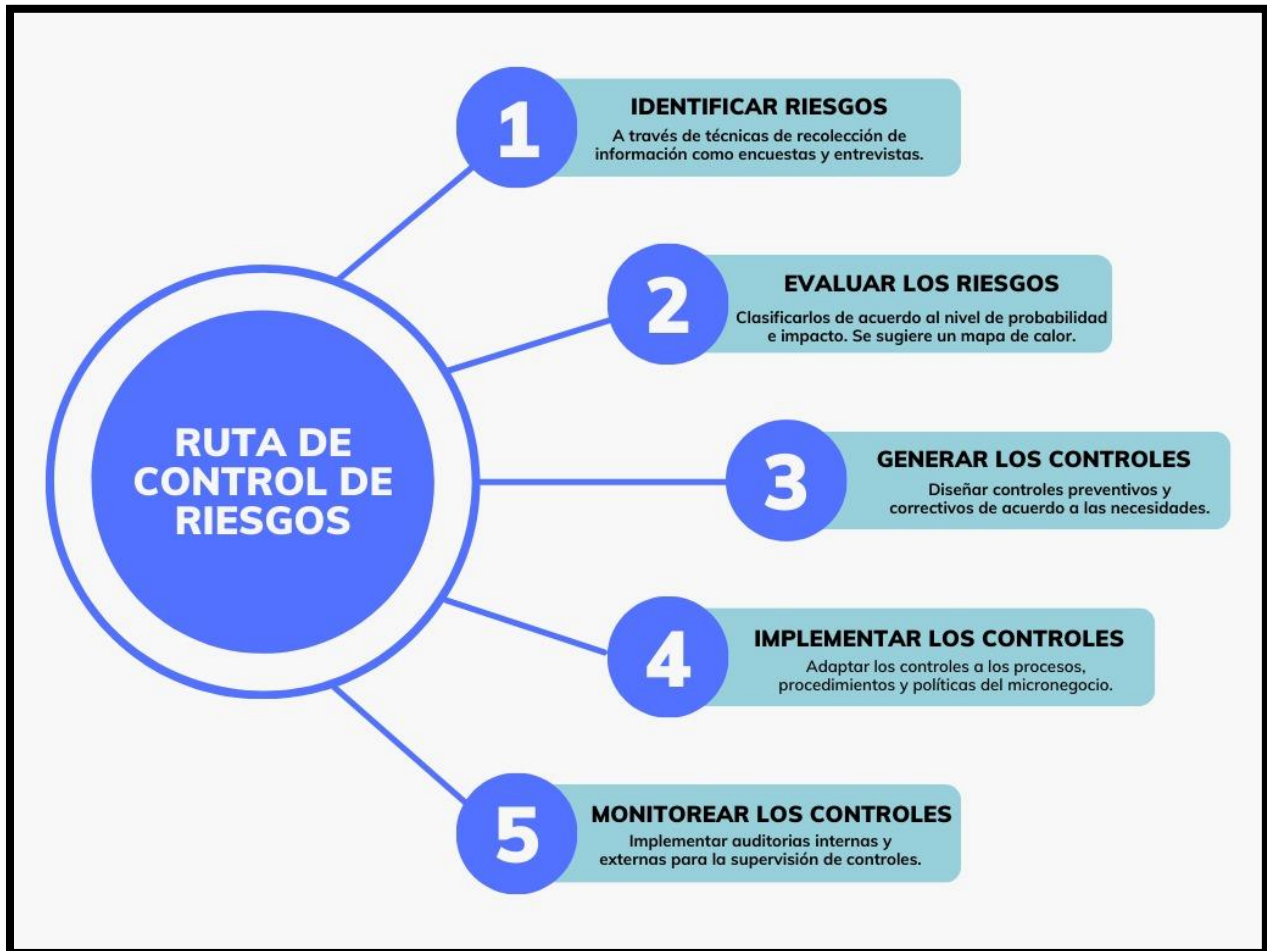 RUTA DE
CONTROL DE
RIESGOS
1
IDENTIFICAR RIESGOS
A través de técnicas de recolección de
información como encuestas y entrevistas.
2
EVALUAR LOS RIESGOS
Clasificarlos de acuerdo al nivel de probabilidad
e impacto. Se sugiere un mapa de calor.
3
GENERAR LOS CONTROLES
Diseñar controles preventivos y
correctivos de acuerdo a las necesidades.
4
IMPLEMENTAR LOS CONTROLES
Adaptar los controles a los procesos,
procedimientos y políticas del micronegocio.
5
MONITOREAR LOS CONTROLES
Implementar auditorias internas y
externas para la supervisión de controles.